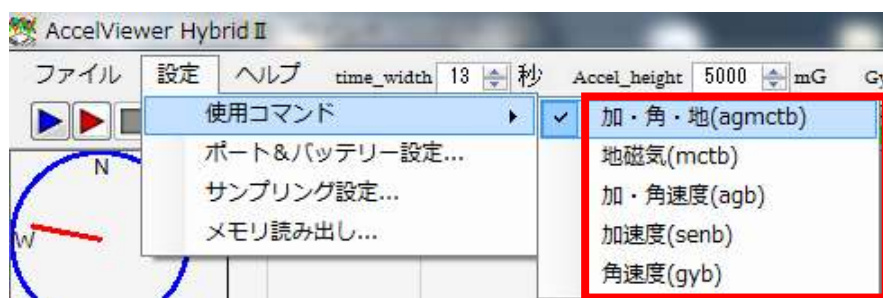 AccelViewer Hybrid Ⅱ
ファイル 設定 ヘルプ time_width 13 秒 Accel_height 5000 mG Gy
使用コマンド
加・角・地(agmctb)
ポート&バッテリー設定...
地磁気(mctb)
サンプリング設定...
加・角速度(agb)
メモリ読み出し...
加速度(senb)
角速度(gyb)
N
W